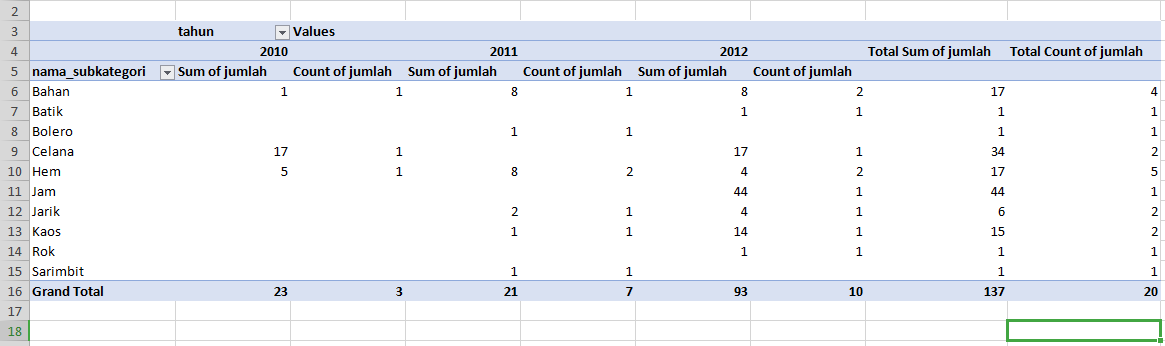 2
3 tahun Values
4 2010 2011 2012 Total Sum of jumlah Total Count of jumlah
5 nama_subkategori Sum of jumlah Count of jumlah Sum of jumlah Count of jumlah Sum of jumlah Count of jumlah
6 Bahan 1 1 8 1 8 2 17 4
7 Batik 1 1 1 1
8 Bolero 1 1 1 1
9 Celana 17 1 17 1 34 2
10 Hem 5 1 8 2 4 2 17 5
11 Jam 44 1 44 1
12 Jarik 2 1 4 1 6 2
13 Kaos 1 1 14 1 15 2
14 Rok 1 1 1 1
15 Sarimbit 1 1 1 1
16 Grand Total 23 3 21 7 93 10 137 20
17
18